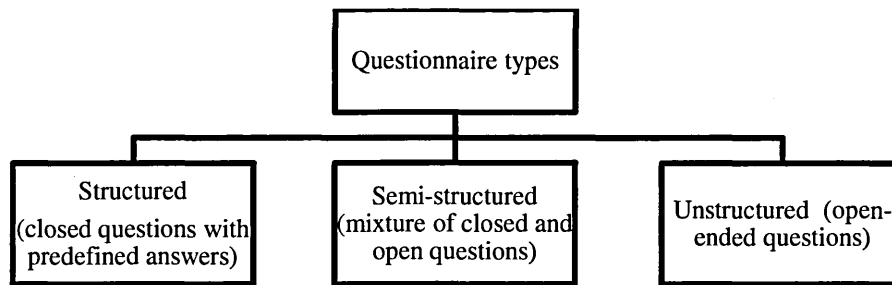 Questionnaire types
Structured
(closed questions with
predefined answers)
Semi-structured
(mixture of closed and
open questions)
Unstructured (open-
ended questions)